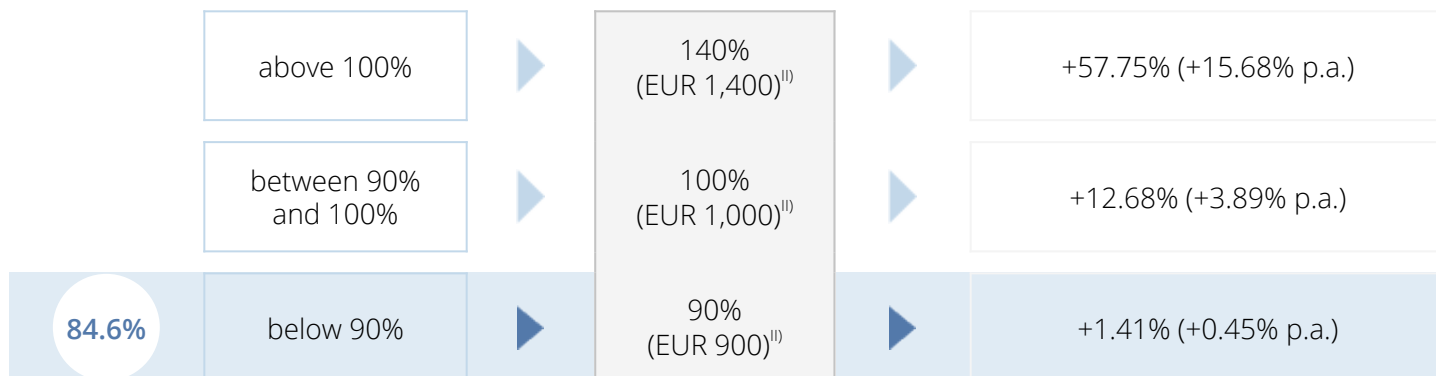 above 100%
140%
(EUR 1,400)II)
+57.75% (+15.68% p.a.)
between 90%
and 100%
100%
(EUR 1,000)II)
+12.68% (+3.89% p.a.)
84.6%
below 90%
90%
(EUR 900)II)
+1.41% (+0.45% p.a.)